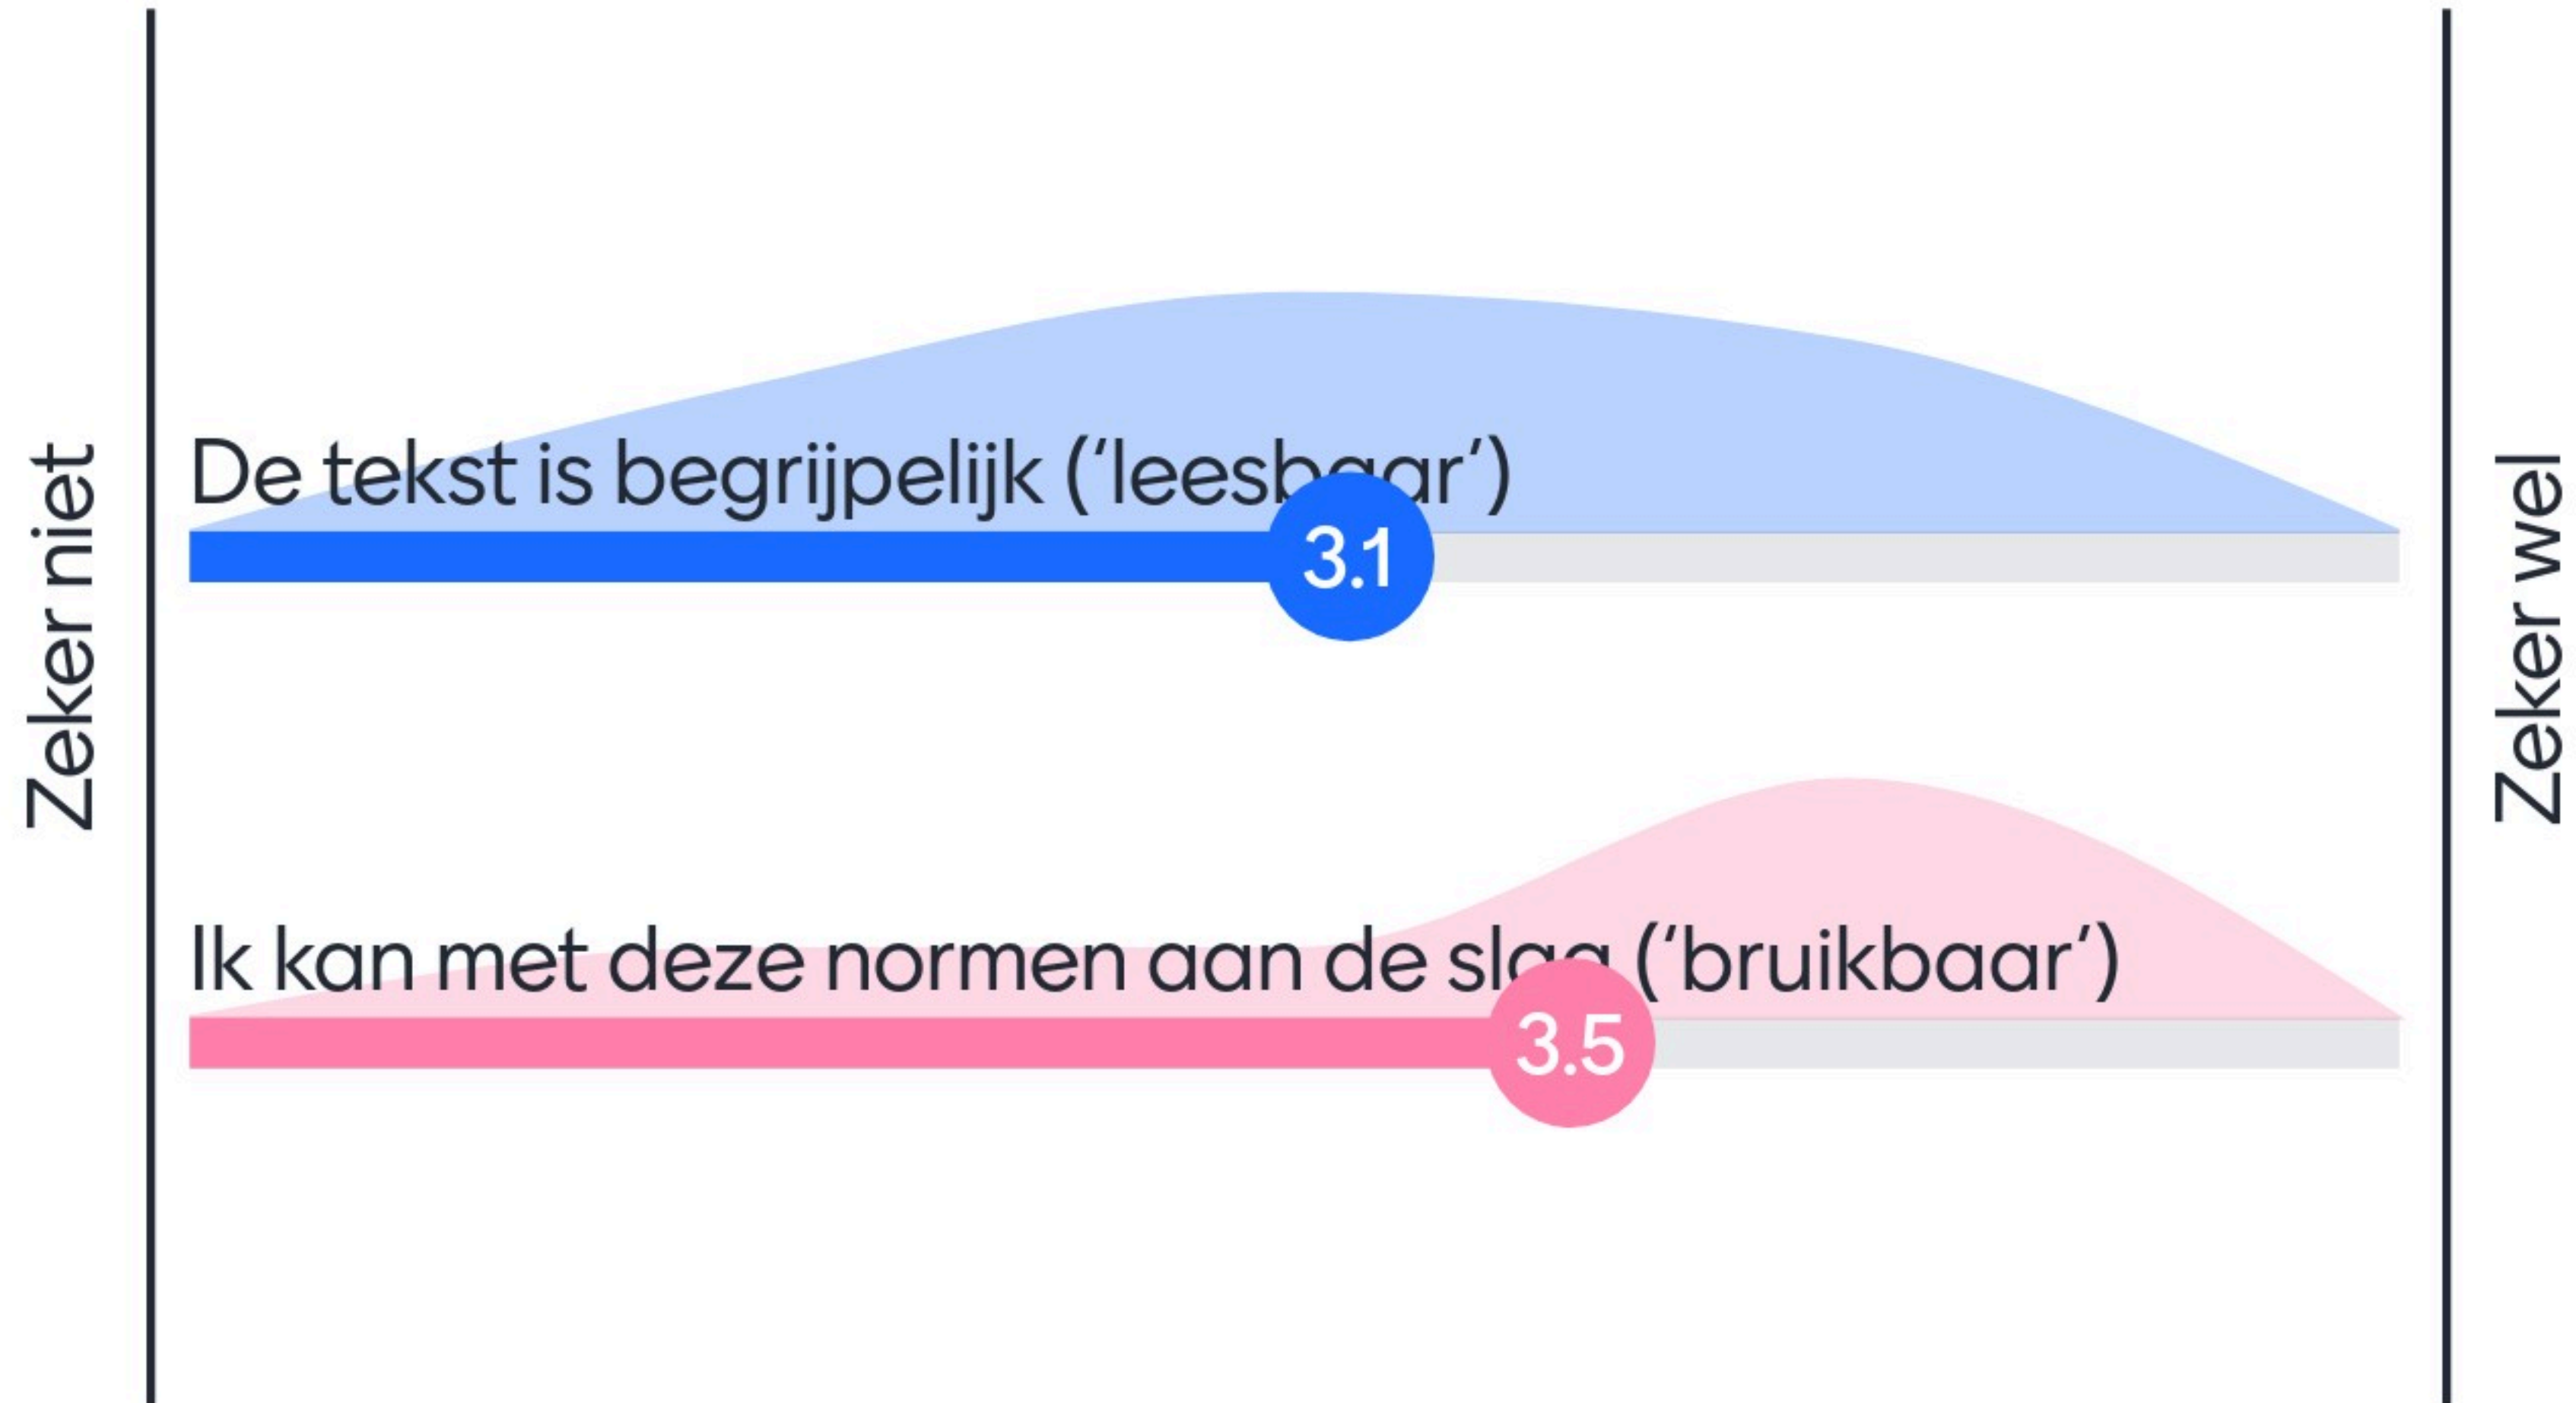 Zeker niet
De tekst is begrijpelijk (‘leesbaar’)
3.1
Ik kan met deze normen aan de slag (‘bruikbaar’)
3.5
Zeker wel